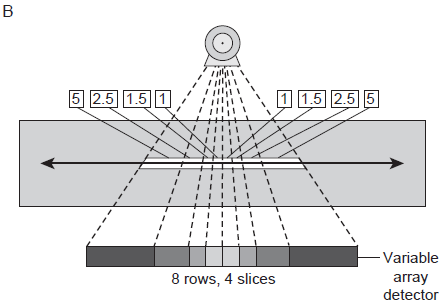 B
5 2.5 1.5 1 1 1.5 2.5 5
8 rows, 4 slices
Variable
array
detector